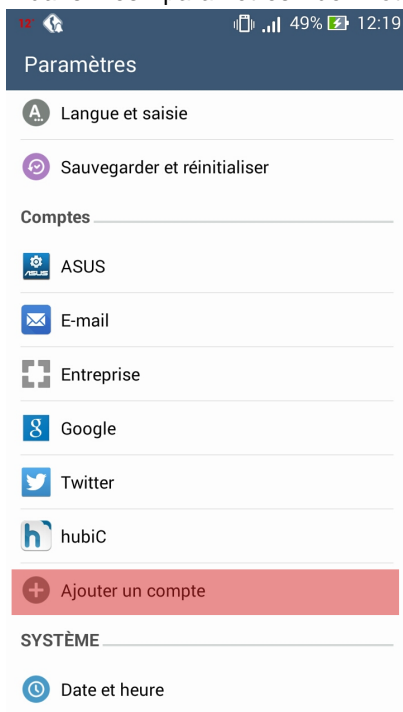 12° 49% 12:19
Paramètres
Langue et saisie
Sauvegarder et réinitialiser
Comptes
ASUS
E-mail
Entreprise
Google
Twitter
hubiC
Ajouter un compte
SYSTÈME
Date et heure